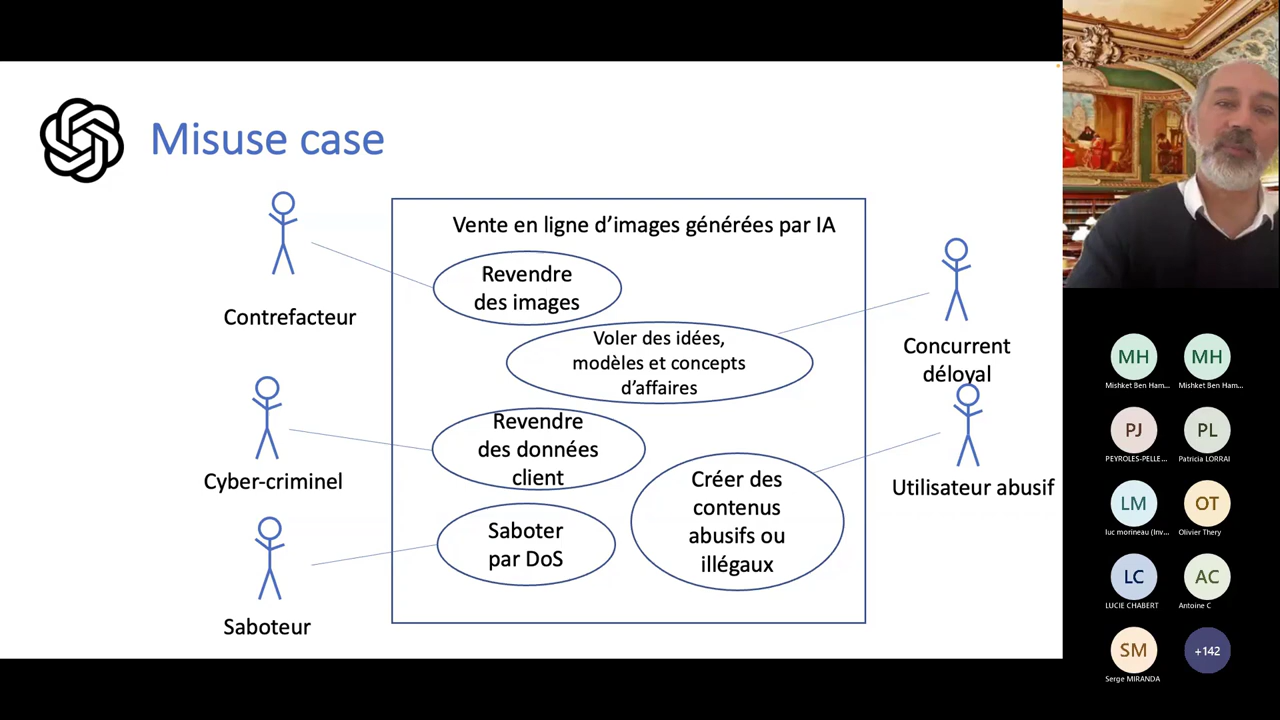 Misuse case
Vente en ligne d’images générées par IA
Revendre
des images
Contrefacteur
Voler des idées,
modèles et concepts
d’affaires
Concurrent
déloyal
Revendre
des données
client
Cyber-criminel
Créer des
contenus
abusifs ou
illégaux
Utilisateur abusif
Saboter
par DoS
Saboteur
MH
MH
Mishket Ben Ham...
Mishket Ben Ham...
PJ
PL
PEYROLES-PELLE...
Patricia LORRAI
LM
OT
luc morineau (Inv...
Olivier Thery
LC
AC
LUCIE CHABERT
Antoine C
SM
+142
Serge MIRANDA